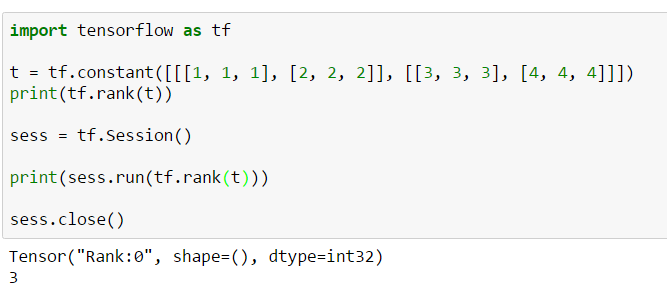 import tensorflow as tf
t = tf.constant([[[1, 1, 1], [2, 2, 2]], [[3, 3, 3], [4, 4, 4]]])
print(tf.rank(t))
sess = tf.Session()
print(sess.run(tf.rank(t)))
sess.close()
Tensor("Rank:0", shape=(), dtype=int32)
3